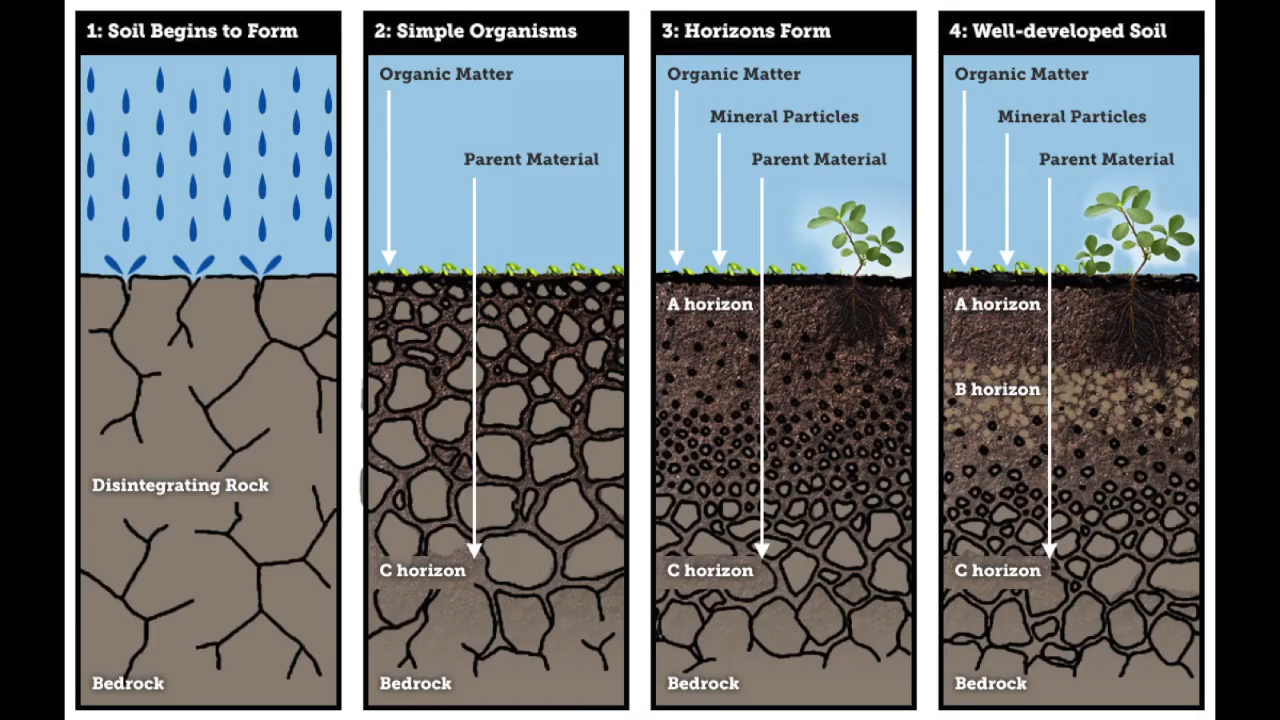 1: Soil Begins to Form
Disintegrating Rock
Bedrock
2: Simple Organisms
Organic Matter
Parent Material
C horizon
Bedrock
3: Horizons Form
Organic Matter
Mineral Particles
Parent Material
A horizon
C horizon
Bedrock
4: Well-developed Soil
Organic Matter
Mineral Particles
Parent Material
A horizon
B horizon
C horizon
Bedrock